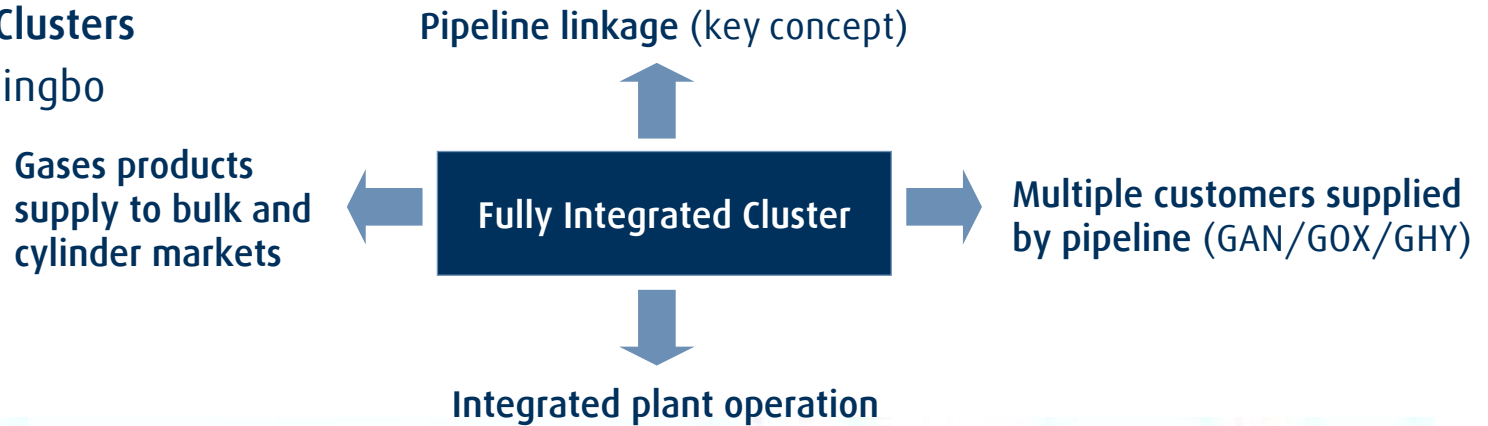 Clusters
ingbo
Pipeline linkage (key concept)
Gases products
supply to bulk and
cylinder markets
Fully Integrated Cluster
Multiple customers supplied
by pipeline (GAN/GOX/GHY)
Integrated plant operation